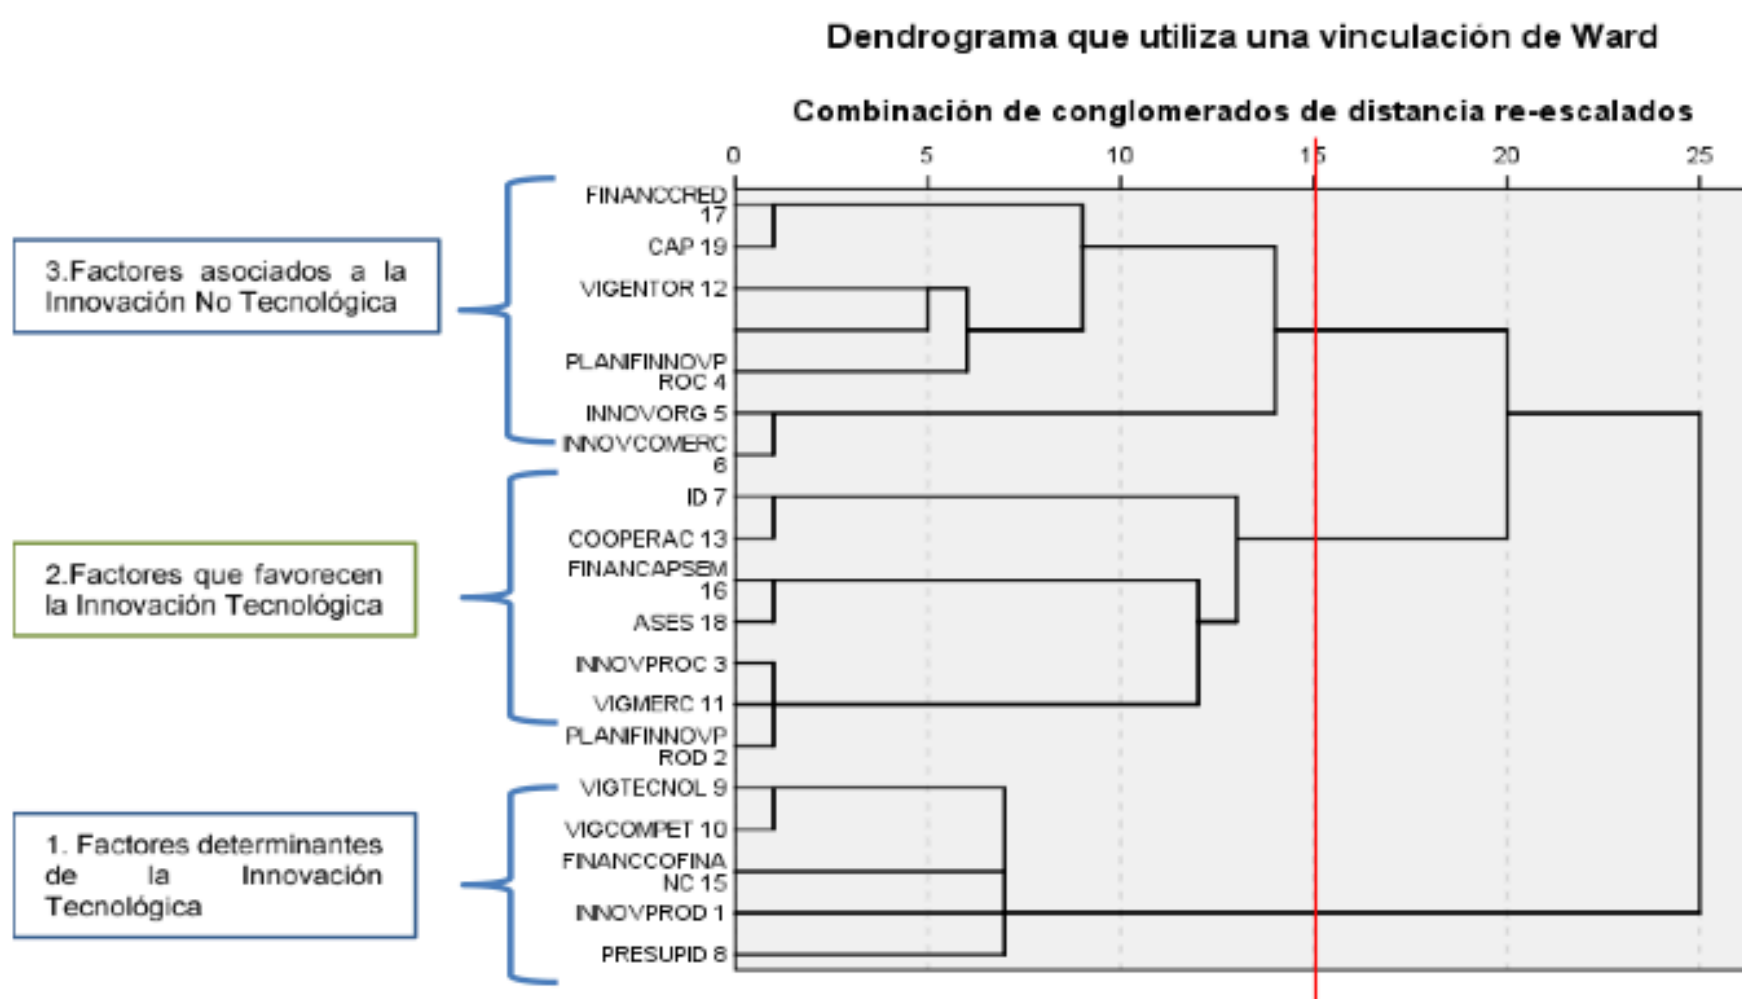 Dendrograma que utiliza una vinculación de Ward
Combinación de conglomerados de distancia re-escalados
0 5 10 15 20 25
3.Factores asociados a la
Innovación No Tecnológica
2.Factores que favorecen
la Innovación Tecnológica
1. Factores determinantes
de la Innovación
Tecnológica
FINANCCRED
17
CAP 19
VIGENTOR 12
PLANIFINNOVP
ROC 4
INNOVORG 5
INNOVCOMERC
6
ID 7
COOPERAC 13
FINANCAPSEM
16
ASES 18
INNOVPROC 3
VIGMERC 11
PLANIFINNOVP
ROD 2
VIGTECNOL 9
VIGCOMPET 10
FINANCCOFINA
NC 15
INNOVPROD 1
PRESUPID 8